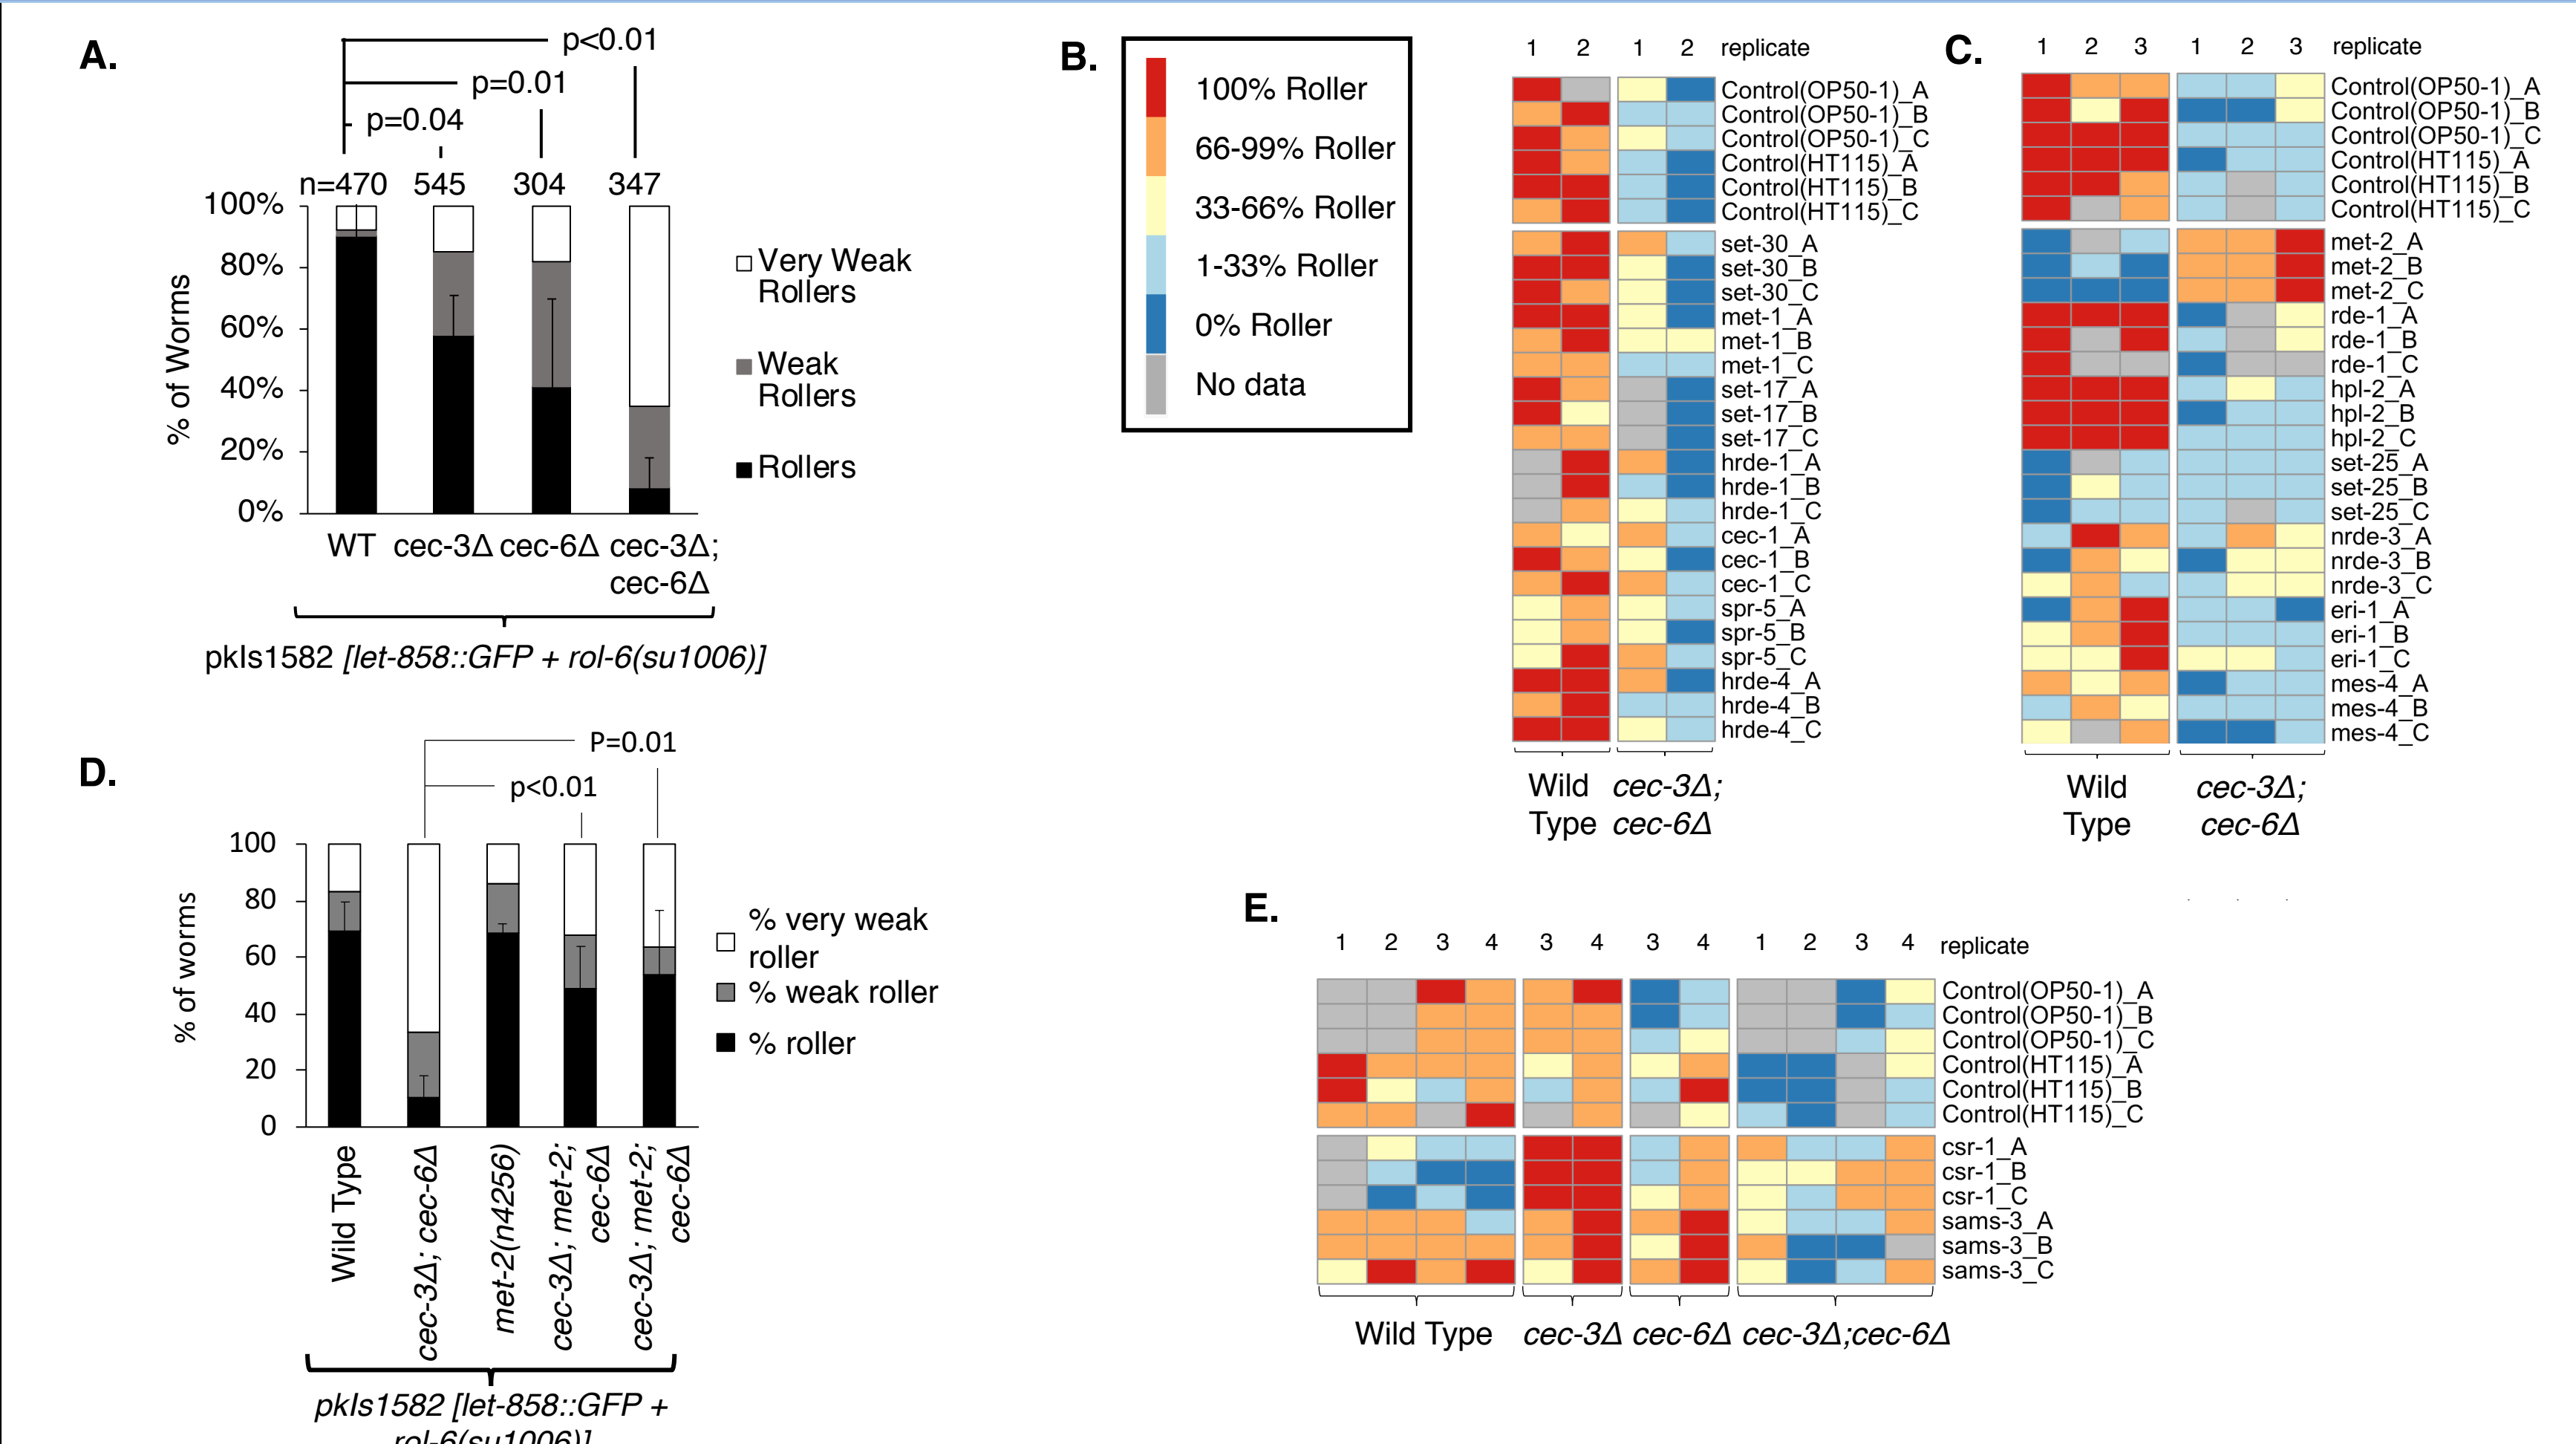 A.
p<0.01
p=0.01
p=0.04
n=470 545 304 347
100%
80%
60%
40%
20%
0%
% of Worms
Very Weak
Rollers
Weak
Rollers
Rollers
WT cec-3Δ cec-6Δ cec-3Δ;
cec-6Δ
pkIs1582 [let-858::GFP + rol-6(su1006)]
B.
100% Roller
66-99% Roller
33-66% Roller
1-33% Roller
0% Roller
No data
1 2 1 2 replicate
Control(OP50-1)_A
Control(OP50-1)_B
Control(OP50-1)_C
Control(HT115)_A
Control(HT115)_B
Control(HT115)_C
set-30_A
set-30_B
set-30_C
met-1_A
met-1_B
met-1_C
set-17_A
set-17_B
set-17_C
hrde-1_A
hrde-1_B
hrde-1_C
cec-1_A
cec-1_B
cec-1_C
spr-5_A
spr-5_B
spr-5_C
hrde-4_A
hrde-4_B
hrde-4_C
Wild cec-3Δ;
Type cec-6Δ
C.
1 2 3 1 2 3 replicate
Control(OP50-1)_A
Control(OP50-1)_B
Control(OP50-1)_C
Control(HT115)_A
Control(HT115)_B
Control(HT115)_C
met-2_A
met-2_B
met-2_C
rde-1_A
rde-1_B
rde-1_C
hpl-2_A
hpl-2_B
hpl-2_C
set-25_A
set-25_B
set-25_C
nrde-3_A
nrde-3_B
nrde-3_C
eri-1_A
eri-1_B
eri-1_C
mes-4_A
mes-4_B
mes-4_C
Wild cec-3Δ;
Type cec-6Δ
D.
P=0.01
p<0.01
100
80
60
40
20
0
% of worms
% very weak
roller
% weak roller
% roller
Wild Type
cec-3Δ; cec-6Δ
met-2(n4256)
cec-3Δ; met-2;
cec-6Δ
cec-3Δ; met-2;
cec-6Δ
pkIs1582 [let-858::GFP +
rol-6(su1006)]
E.
1 2 3 4 3 4 3 4 1 2 3 4 replicate
Control(OP50-1)_A
Control(OP50-1)_B
Control(OP50-1)_C
Control(HT115)_A
Control(HT115)_B
Control(HT115)_C
csr-1_A
csr-1_B
csr-1_C
sams-3_A
sams-3_B
sams-3_C
Wild Type cec-3Δ cec-6Δ cec-3Δ;cec-6Δ